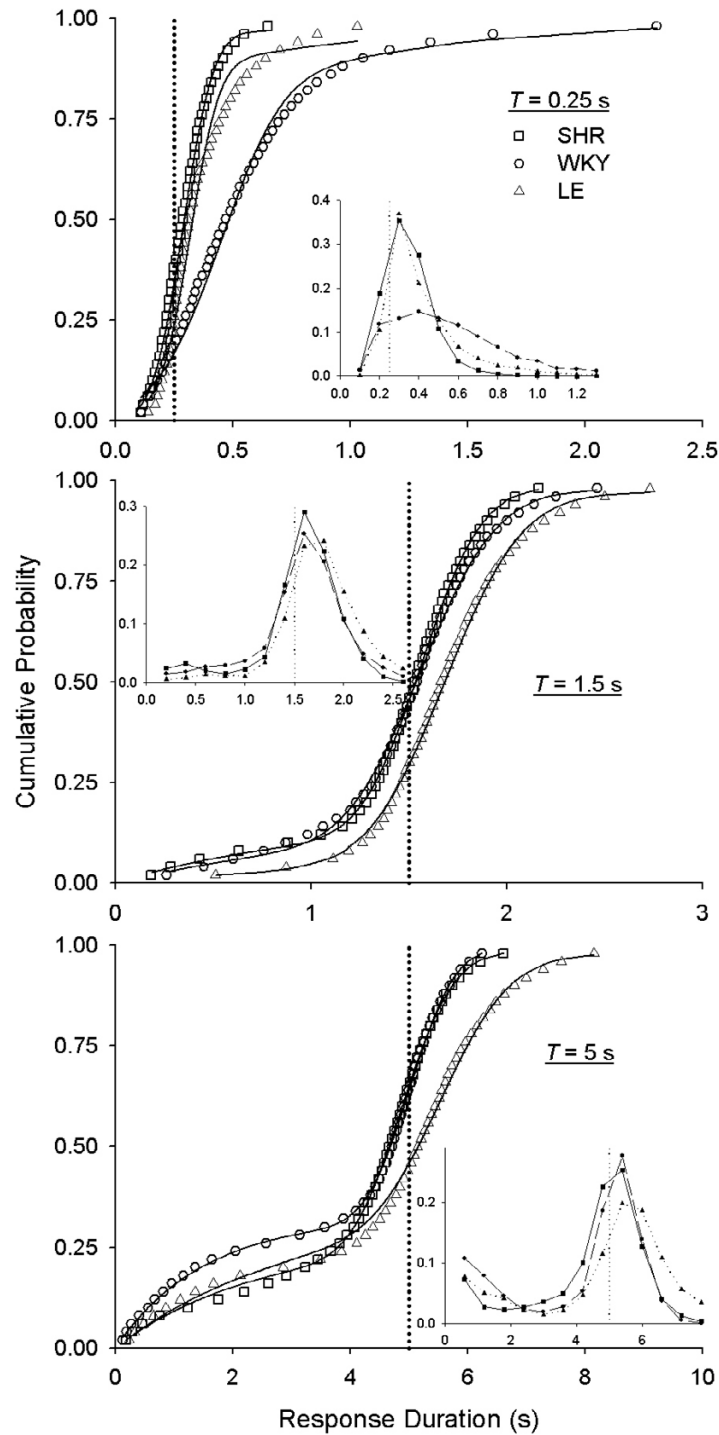 1.00
0.75
0.50
0.25
0.00
T = 0.25 s
SHR
WKY
LE
0.4
0.3
0.2
0.1
0.0
0.2 0.4 0.6 0.8 1.0 1.2
0.0 0.5 1.0 1.5 2.0 2.5
Cumulative Probability
1.00
0.75
0.50
0.25
0.00
0.3
0.2
0.1
0.0
0.5 1.0 1.5 2.0 2.5
T = 1.5 s
0 1 2 3
1.00
0.75
0.50
0.25
0.00
T = 5 s
0.2
0.1
0.0
0 2 4 6
0 2 4 6 8 10
Response Duration (s)